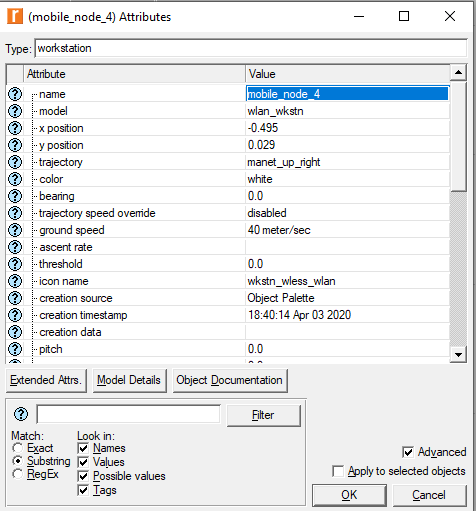 (mobile_node_4) Attributes
Type: workstation
Attribute Value
name mobile_node_4
model wlan_wkstn
x position -0.495
y position 0.029
trajectory manet_up_right
color white
bearing 0.0
trajectory speed override disabled
ground speed 40 meter/sec
ascent rate
threshold 0.0
icon name wkstn_wless_wlan
creation source Object Palette
creation timestamp 18:40:14 Apr 03 2020
creation data
pitch 0.0
Extended Attrs. Model Details Object Documentation
Filter
Match: Look in:
Exact Names
Substring Values
RegEx Possible values
Tags
Advanced
Apply to selected objects
OK Cancel